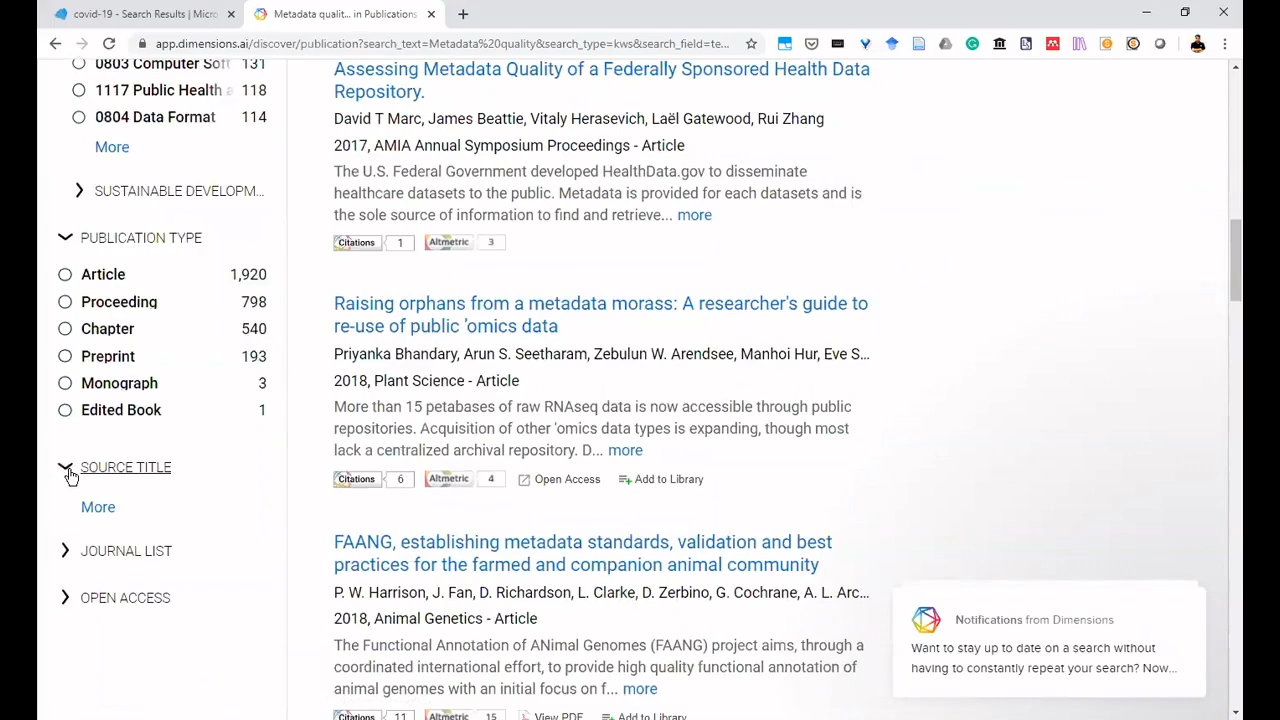 covid-19 - Search Results | Micro
Metadata qualit... in Publications
app.dimensions.ai/discover/publication?search_text=Metadata%20quality&search_type=kws&search_field=te...
0803 Computer Soft 131
1117 Public Health a 118
0804 Data Format 114
More
SUSTAINABLE DEVELOPM...
PUBLICATION TYPE
Article 1,920
Proceeding 798
Chapter 540
Preprint 193
Monograph 3
Edited Book 1
SOURCE TITLE
More
JOURNAL LIST
OPEN ACCESS
Assessing Metadata Quality of a Federally Sponsored Health Data
Repository.
David T Marc, James Beattie, Vitaly Herasevich, Laël Gatewood, Rui Zhang
2017, AMIA Annual Symposium Proceedings - Article
The U.S. Federal Government developed HealthData.gov to disseminate
healthcare datasets to the public. Metadata is provided for each datasets and is
the sole source of information to find and retrieve... more
Citations 1 Altmetric 3
Raising orphans from a metadata morass: A researcher's guide to
re-use of public 'omics data
Priyanka Bhandary, Arun S. Seetharam, Zebulun W. Arendsee, Manhoi Hur, Eve S...
2018, Plant Science - Article
More than 15 petabases of raw RNAseq data is now accessible through public
repositories. Acquisition of other 'omics data types is expanding, though most
lack a centralized archival repository. D... more
Citations 6 Altmetric 4 Open Access Add to Library
FAANG, establishing metadata standards, validation and best
practices for the farmed and companion animal community
P. W. Harrison, J. Fan, D. Richardson, L. Clarke, D. Zerbino, G. Cochrane, A. L. Arc...
2018, Animal Genetics - Article
The Functional Annotation of ANimal Genomes (FAANG) project aims, through a
coordinated international effort, to provide high quality functional annotation of
animal genomes with an initial focus on f... more
Citations 11 Altmetric 15 View PDF Add to Library
Notifications from Dimensions
Want to stay up to date on a search without
having to constantly repeat your search? Now...